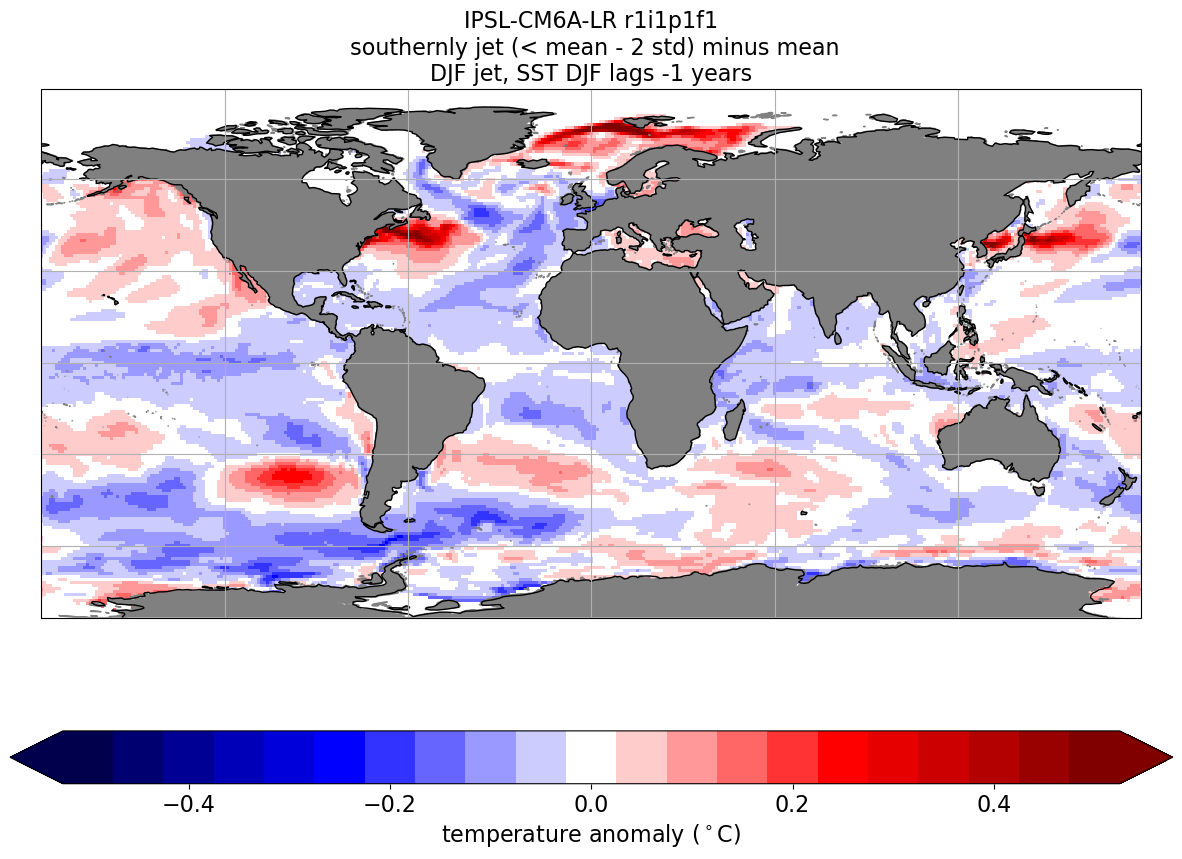 IPSL-CM6A-LR r1i1p1f1
southernly jet (< mean - 2 std) minus mean
DJF jet, SST DJF lags -1 years
−0.4 −0.2 0.0 0.2 0.4
temperature anomaly (°C)